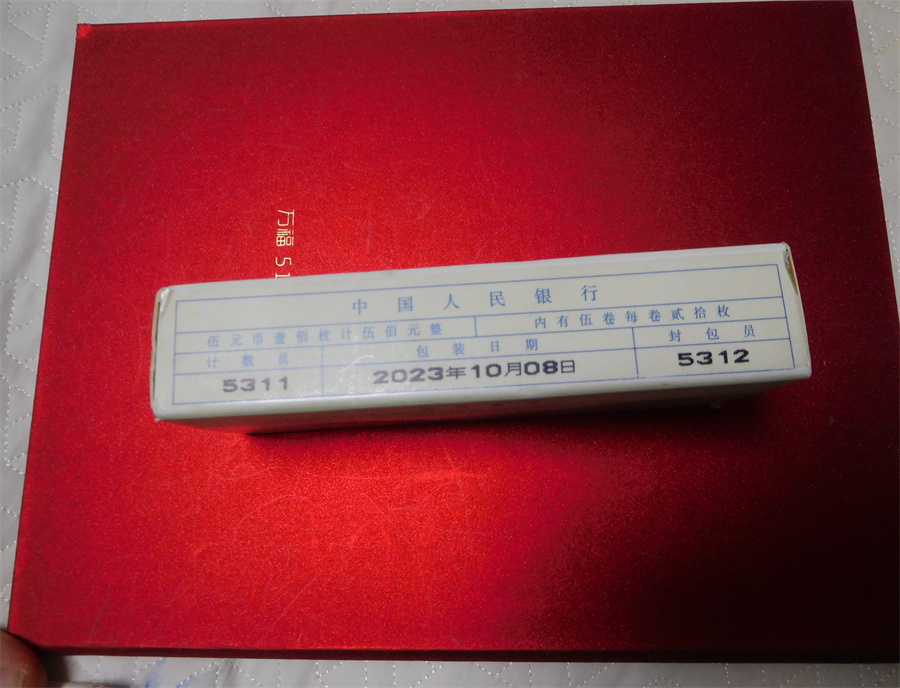 万福 51
中国人民银行
伍元币壹佰枚计伍佰元整 内有伍卷每卷贰拾枚
计数员 包装日期 封包员
5311 2023年10月08日 5312